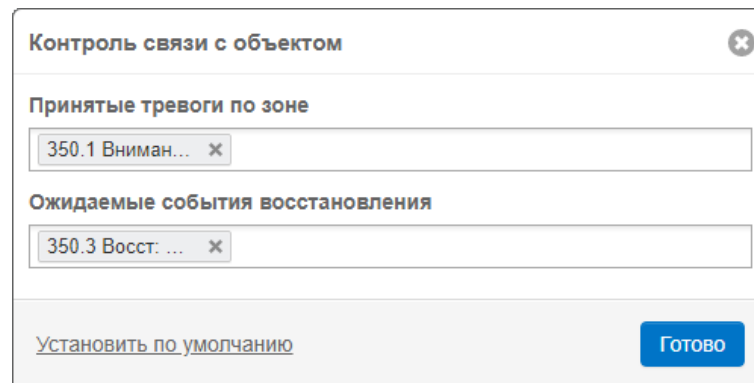 Контроль связи с объектом
Принятые тревоги по зоне
350.1 Вниман...
Ожидаемые события восстановления
350.3 Восст: ...
Установить по умолчанию
Готово